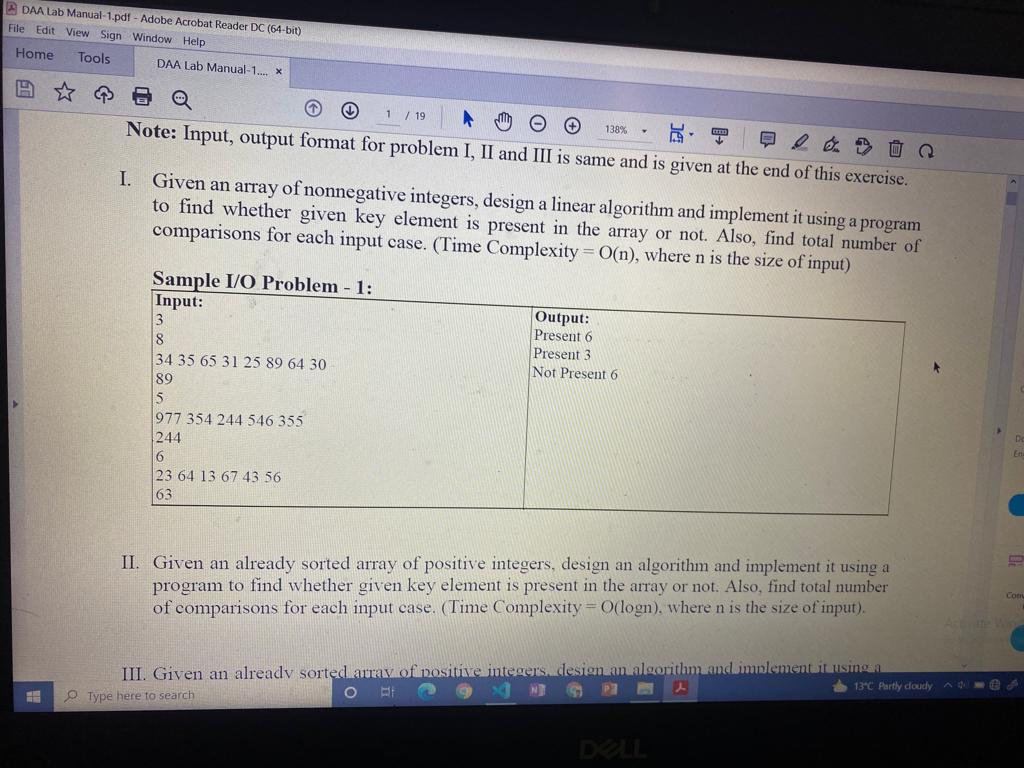 DAA Lab Manual-1.pdf - Adobe Acrobat Reader DC (64-bit)
File Edit View Sign Window Help
Home Tools DAA Lab Manual-1.... ×
1 / 19 138%
Note: Input, output format for problem I, II and III is same and is given at the end of this exercise.
I. Given an array of nonnegative integers, design a linear algorithm and implement it using a program
to find whether given key element is present in the array or not. Also, find total number of
comparisons for each input case. (Time Complexity = O(n), where n is the size of input)
Sample I/O Problem - 1:
Input:
3
8
34 35 65 31 25 89 64 30
89
5
977 354 244 546 355
244
6
23 64 13 67 43 56
63
Output:
Present 6
Present 3
Not Present 6
II. Given an already sorted array of positive integers, design an algorithm and implement it using a
program to find whether given key element is present in the array or not. Also, find total number
of comparisons for each input case. (Time Complexity = O(logn), where n is the size of input).
III. Given an already sorted array of positive integers, design an algorithm and implement it using a
Type here to search
13°C Partly cloudy
DELL